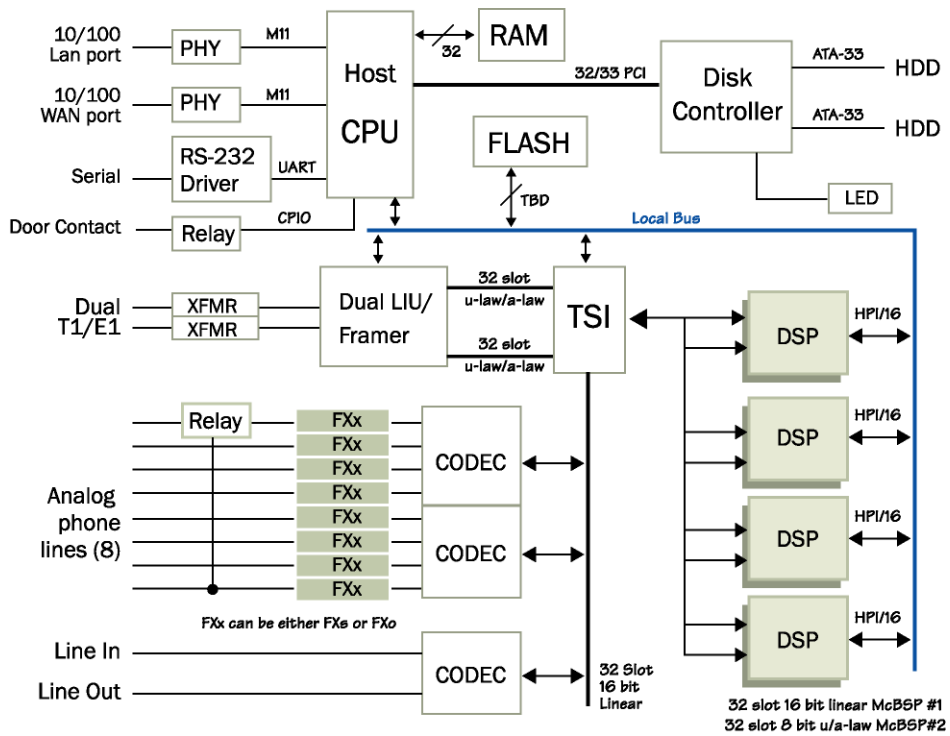 10/100
Lan port
PHY
M11
Host
CPU
32
RAM
32/33 PCI
Disk
Controller
ATA-33
HDD
10/100
WAN port
PHY
M11
ATA-33
HDD
FLASH
TBD
Serial
RS-232
Driver
UART
LED
Door Contact
Relay
CPIO
Local Bus
Dual
T1/E1
XFMR
XFMR
Dual LIU/
Framer
32 slot
u-law/a-law
32 slot
u-law/a-law
TSI
DSP
HPI/16
DSP
HPI/16
DSP
HPI/16
DSP
HPI/16
Analog
phone
lines (8)
Relay
FXx
FXx
FXx
FXx
FXx
FXx
FXx
FXx
CODEC
CODEC
FXx can be either FXs or FXo
Line In
Line Out
CODEC
32 Slot
16 bit
Linear
32 slot 16 bit linear McBSP #1
32 slot 8 bit u/a-law McBSP#2